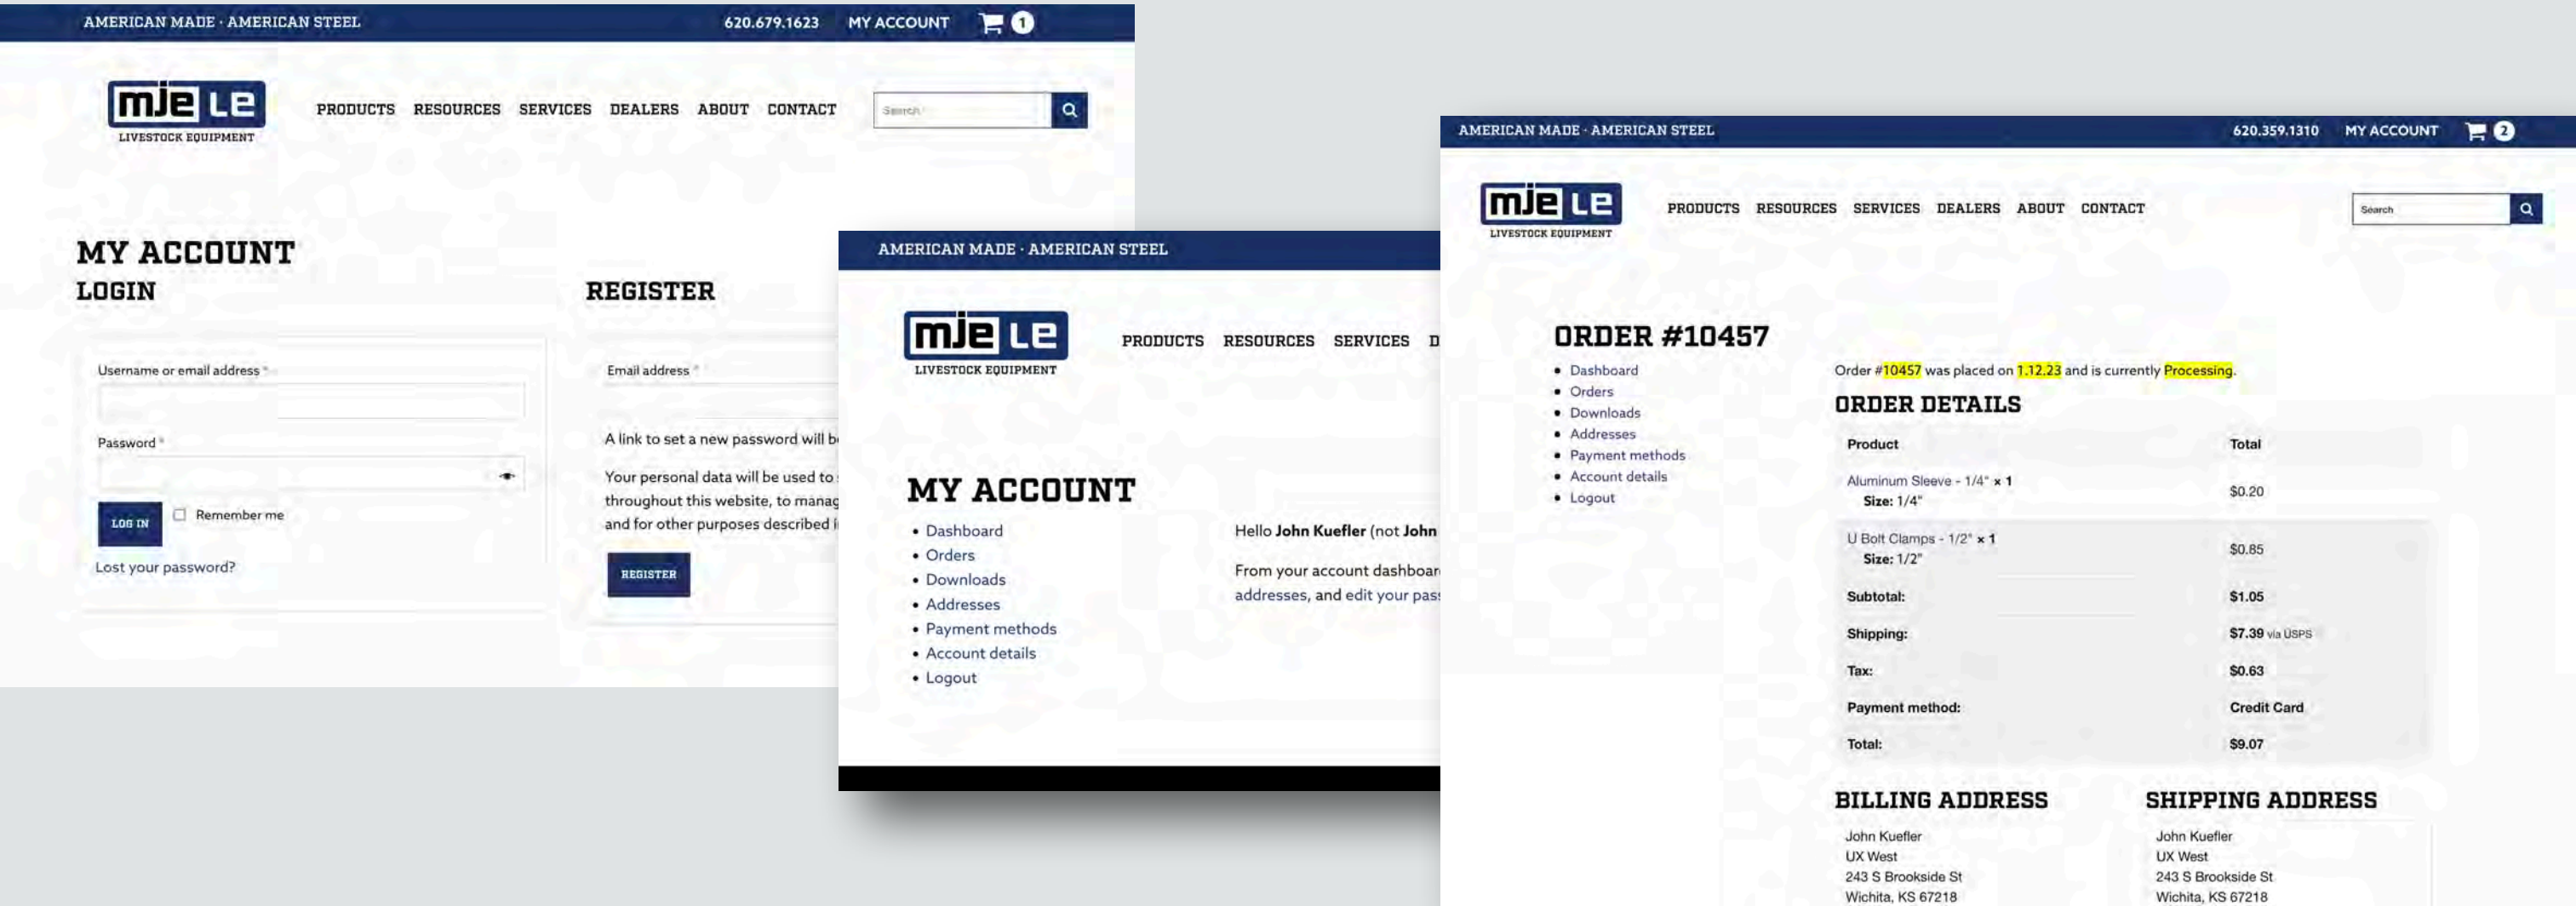 AMERICAN MADE · AMERICAN STEEL
620.679.1623 MY ACCOUNT 1
mje LE
LIVESTOCK EQUIPMENT
PRODUCTS RESOURCES SERVICES DEALERS ABOUT CONTACT
Search
MY ACCOUNT
LOGIN
Username or email address *
Password *
LOG IN
Remember me
Lost your password?
REGISTER
Email address *
A link to set a new password will b
Your personal data will be used to
throughout this website, to manag
and for other purposes described i
REGISTER
AMERICAN MADE · AMERICAN STEEL
mje LE
LIVESTOCK EQUIPMENT
PRODUCTS RESOURCES SERVICES D
MY ACCOUNT
• Dashboard
• Orders
• Downloads
• Addresses
• Payment methods
• Account details
• Logout
Hello John Kuefler (not John
From your account dashboar
addresses, and edit your pas
AMERICAN MADE · AMERICAN STEEL
620.359.1310 MY ACCOUNT 2
mje LE
LIVESTOCK EQUIPMENT
PRODUCTS RESOURCES SERVICES DEALERS ABOUT CONTACT
Search
ORDER #10457
• Dashboard
• Orders
• Downloads
• Addresses
• Payment methods
• Account details
• Logout
Order #10457 was placed on 1.12.23 and is currently Processing.
ORDER DETAILS
Product Total
Aluminum Sleeve - 1/4" × 1 $0.20
Size: 1/4"
U Bolt Clamps - 1/2" × 1 $0.85
Size: 1/2"
Subtotal: $1.05
Shipping: $7.39 via USPS
Tax: $0.63
Payment method: Credit Card
Total: $9.07
BILLING ADDRESS
John Kuefler
UX West
243 S Brookside St
Wichita, KS 67218
SHIPPING ADDRESS
John Kuefler
UX West
243 S Brookside St
Wichita, KS 67218